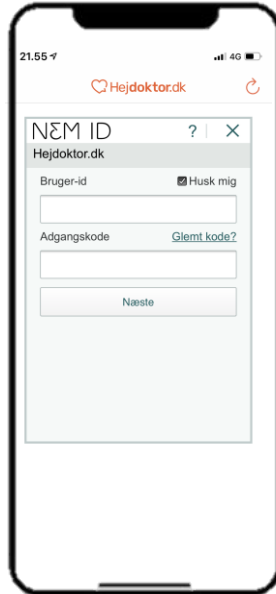 21.55 4G
Hejdoktor.dk
NEM ID ? X
Hejdoktor.dk
Bruger-id Husk mig
Adgangskode Glemt kode?
Næste